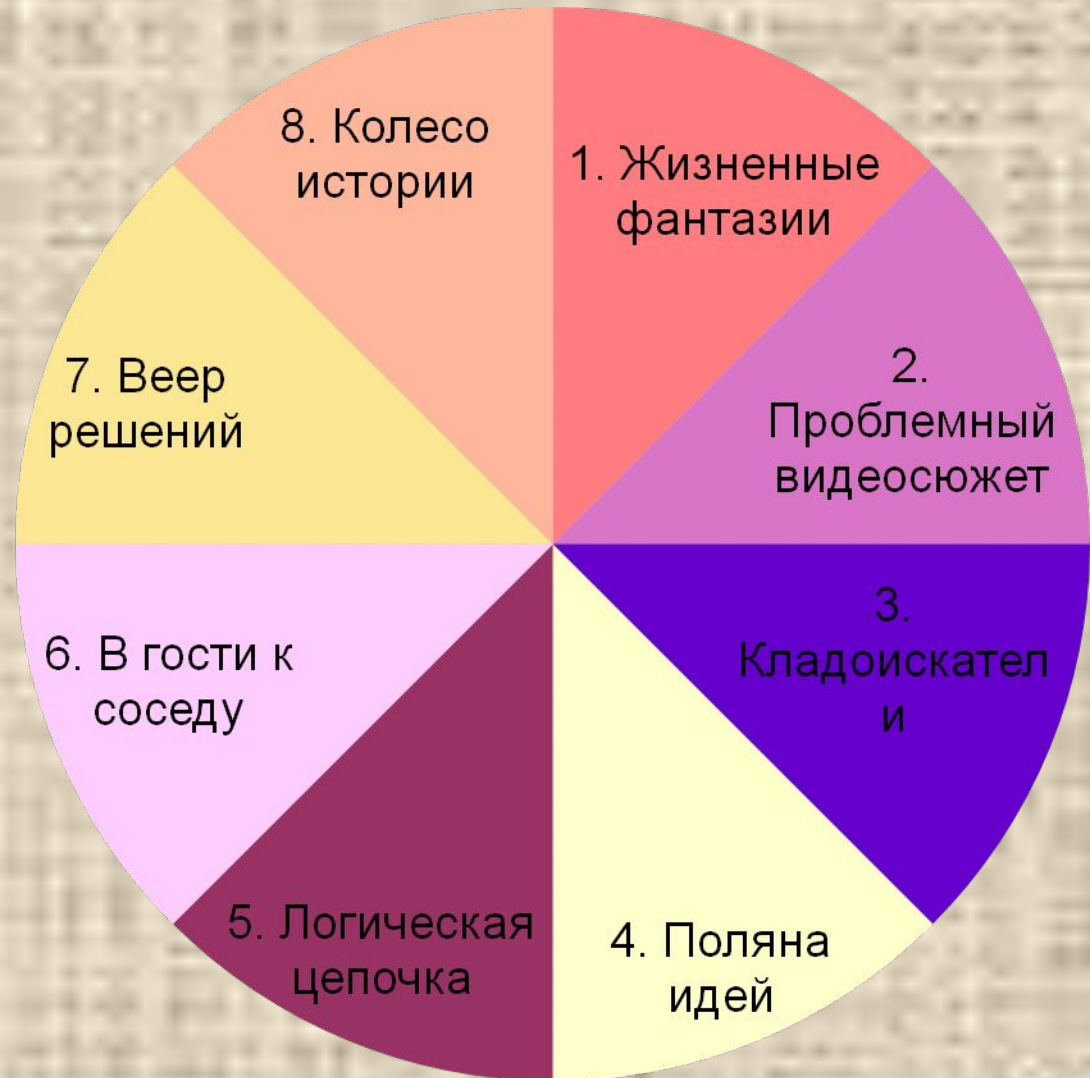 1. Жизненные
фантазии
2.
Проблемный
видеосюжет
3.
Кладоискател
и
4. Поляна
идей
5. Логическая
цепочка
6. В гости к
соседу
7. Веер
решений
8. Колесо
истории